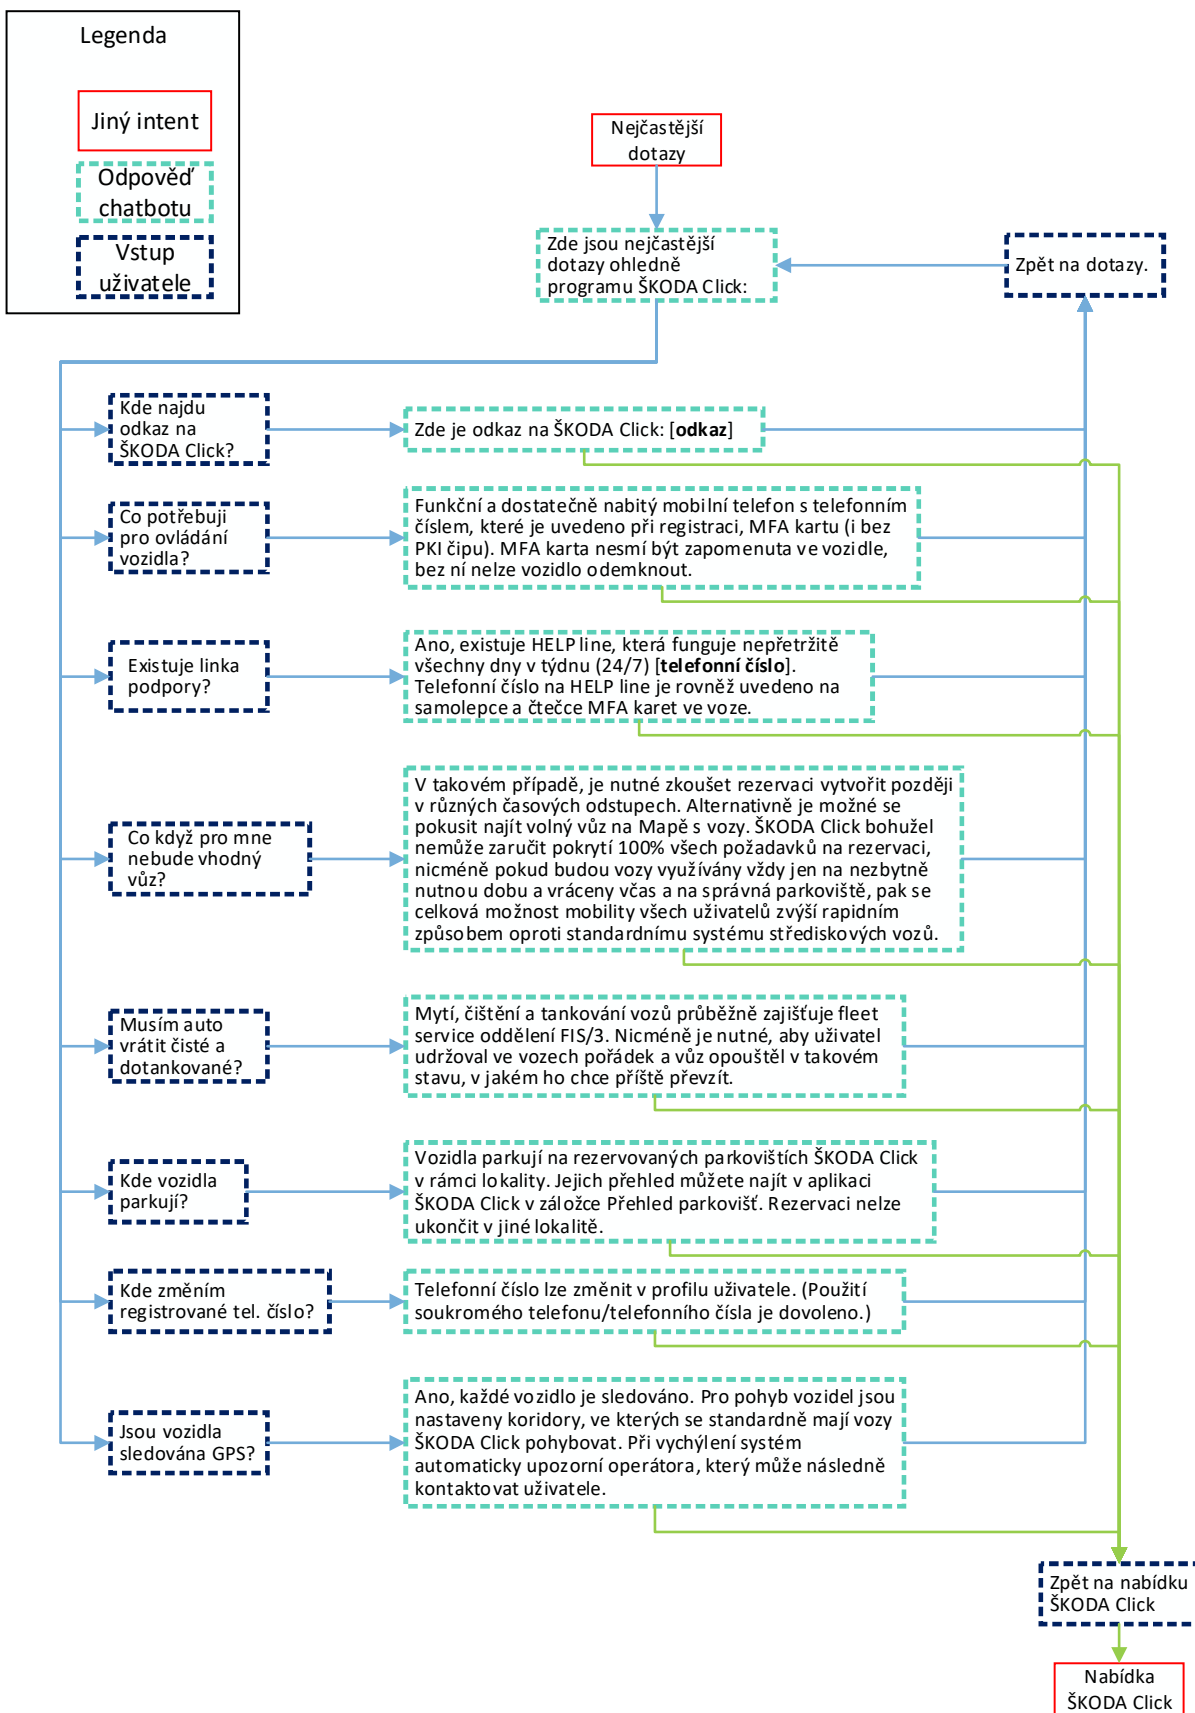 Legenda
Jiný intent
Odpověď
chatbotu
Vstup
uživatele
Nejčastější
dotazy
Zde jsou nejčastější
dotazy ohledně
programu ŠKODA Click:
Zpět na dotazy.
Kde najdu
odkaz na
ŠKODA Click?
Zde je odkaz na ŠKODA Click: [odkaz]
Co potřebuji
pro ovládání
vozidla?
Funkční a dostatečně nabitý mobilní telefon s telefonním
číslem, které je uvedeno při registraci, MFA kartu (i bez
PKI čipu). MFA karta nesmí být zapomenuta ve vozidle,
bez ní nelze vozidlo odemknout.
Existuje linka
podpory?
Ano, existuje HELP line, která funguje nepřetržitě
všechny dny v týdnu (24/7) [telefonní číslo].
Telefonní číslo na HELP line je rovněž uvedeno na
samolepce a čtečce MFA karet ve voze.
Co když pro mne
nebude vhodný
vůz?
V takovém případě, je nutné zkoušet rezervaci vytvořit později
v různých časových odstupech. Alternativně je možné se
pokusit najít volný vůz na Mapě s vozy. ŠKODA Click bohužel
nemůže zaručit pokrytí 100% všech požadavků na rezervaci,
nicméně pokud budou vozy využívány vždy jen na nezbytně
nutnou dobu a vráceny včas a na správná parkoviště, pak se
celková možnost mobility všech uživatelů zvýší rapidním
způsobem oproti standardnímu systému střediskových vozů.
Musím auto
vrátit čisté a
dotankované?
Mytí, čištění a tankování vozů průběžně zajišťuje fleet
service oddělení FIS/3. Nicméně je nutné, aby uživatel
udržoval ve vozech pořádek a vůz opouštěl v takovém
stavu, v jakém ho chce příště převzít.
Kde vozidla
parkují?
Vozidla parkují na rezervovaných parkovištích ŠKODA Click
v rámci lokality. Jejich přehled můžete najít v aplikaci
ŠKODA Click v záložce Přehled parkovišť. Rezervaci nelze
ukončit v jiné lokalitě.
Kde změním
registrované tel. číslo?
Telefonní číslo lze změnit v profilu uživatele. (Použití
soukromého telefonu/telefonního čísla je dovoleno.)
Jsou vozidla
sledována GPS?
Ano, každé vozidlo je sledováno. Pro pohyb vozidel jsou
nastaveny koridory, ve kterých se standardně mají vozy
ŠKODA Click pohybovat. Při vychýlení systém
automaticky upozorní operátora, který může následně
kontaktovat uživatele.
Zpět na nabídku
ŠKODA Click
Nabídka
ŠKODA Click